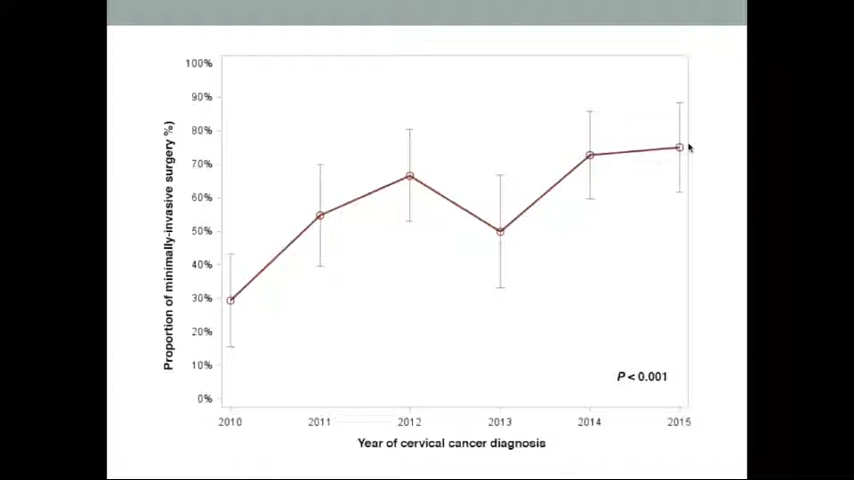 100%
90%
80%
70%
60%
50%
40%
30%
20%
10%
0%
Proportion of minimally-invasive surgery %)
P < 0.001
2010 2011 2012 2013 2014 2015
Year of cervical cancer diagnosis